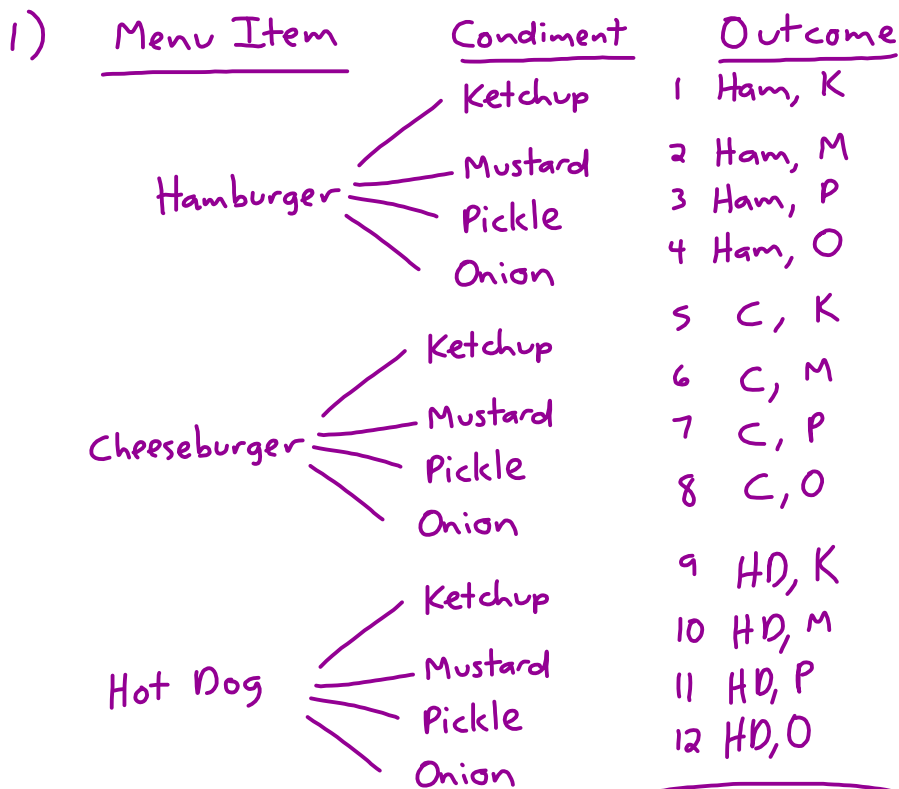 1) Menu Item Condiment Outcome
Ketchup 1 Ham, K
Mustard 2 Ham, M
Hamburger Pickle 3 Ham, P
Onion 4 Ham, O
Ketchup 5 C, K
Mustard 6 C, M
Cheeseburger Pickle 7 C, P
Onion 8 C, O
Ketchup 9 HD, K
Mustard 10 HD, M
Hot Dog Pickle 11 HD, P
Onion 12 HD, O